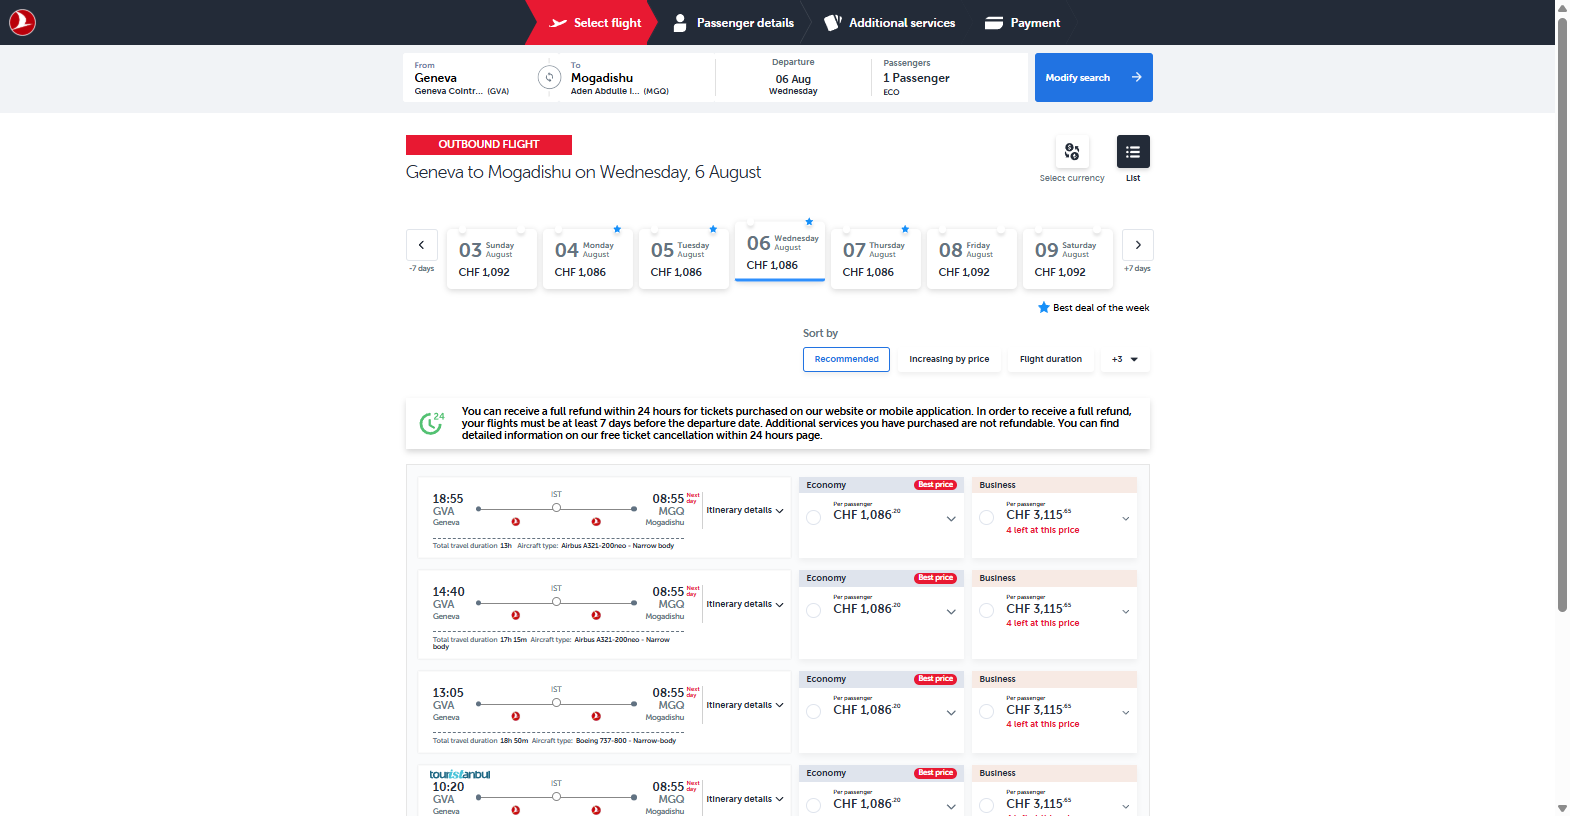 Select flight
Passenger details
Additional services
Payment
From
Geneva
Geneva Cointr... (GVA)
To
Mogadishu
Aden Abdulle I... (MGQ)
Departure
06 Aug
Wednesday
Passengers
1 Passenger
ECO
Modify search
OUTBOUND FLIGHT
Geneva to Mogadishu on Wednesday, 6 August
Select currency
List
-7 days
03 Sunday August
CHF 1,092
04 Monday August
CHF 1,086
05 Tuesday August
CHF 1,086
06 Wednesday August
CHF 1,086
07 Thursday August
CHF 1,086
08 Friday August
CHF 1,092
09 Saturday August
CHF 1,092
+7 days
Best deal of the week
Sort by
Recommended
Increasing by price
Flight duration
+3
24
You can receive a full refund within 24 hours for tickets purchased on our website or mobile application. In order to receive a full refund,
your flights must be at least 7 days before the departure date. Additional services you have purchased are not refundable. You can find
detailed information on our free ticket cancellation within 24 hours page.
18:55
GVA
Geneva
IST
08:55 Next day
MGQ
Mogadishu
Itinerary details
Total travel duration 13h Aircraft type: Airbus A321-200neo - Narrow body
Economy
Best price
Per passenger
CHF 1,086.20
Business
Per passenger
CHF 3,115.65
4 left at this price
14:40
GVA
Geneva
IST
08:55 Next day
MGQ
Mogadishu
Itinerary details
Total travel duration 17h 15m Aircraft type: Airbus A321-200neo - Narrow
body
Economy
Best price
Per passenger
CHF 1,086.20
Business
Per passenger
CHF 3,115.65
4 left at this price
13:05
GVA
Geneva
IST
08:55 Next day
MGQ
Mogadishu
Itinerary details
Total travel duration 18h 50m Aircraft type: Boeing 737-800 - Narrow-body
Economy
Best price
Per passenger
CHF 1,086.20
Business
Per passenger
CHF 3,115.65
4 left at this price
touristanbul
10:20
GVA
Geneva
IST
08:55 Next day
MGQ
Mogadishu
Itinerary details
Economy
Best price
Per passenger
CHF 1,086.20
Business
Per passenger
CHF 3,115.65